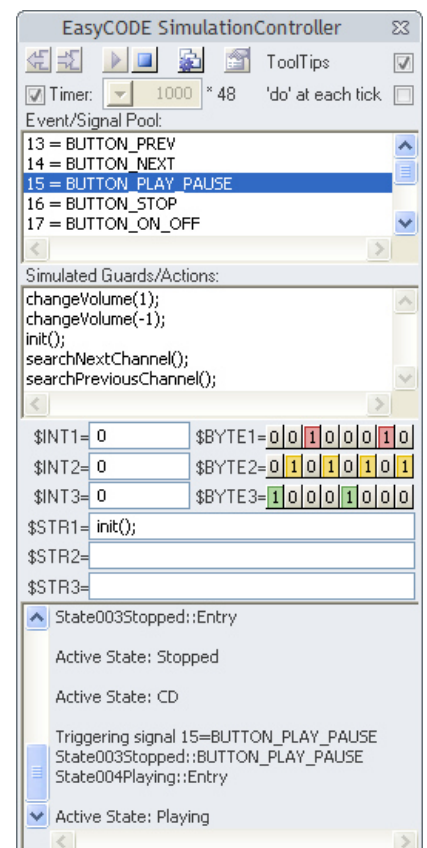 EasyCODE SimulationController
ToolTips
Timer: 1000 * 48 'do' at each tick
Event/Signal Pool:
13 = BUTTON_PREV
14 = BUTTON_NEXT
15 = BUTTON_PLAY_PAUSE
16 = BUTTON_STOP
17 = BUTTON_ON_OFF
Simulated Guards/Actions:
changeVolume(1);
changeVolume(-1);
init();
searchNextChannel();
searchPreviousChannel();
$INT1= 0 $BYTE1= 0 0 1 0 0 0 1 0
$INT2= 0 $BYTE2= 0 1 0 1 0 1 0 1
$INT3= 0 $BYTE3= 1 0 0 0 1 0 0 0
$STR1= init();
$STR2=
$STR3=
State003Stopped::Entry
Active State: Stopped
Active State: CD
Triggering signal 15=BUTTON_PLAY_PAUSE
State003Stopped::BUTTON_PLAY_PAUSE
State004Playing::Entry
Active State: Playing